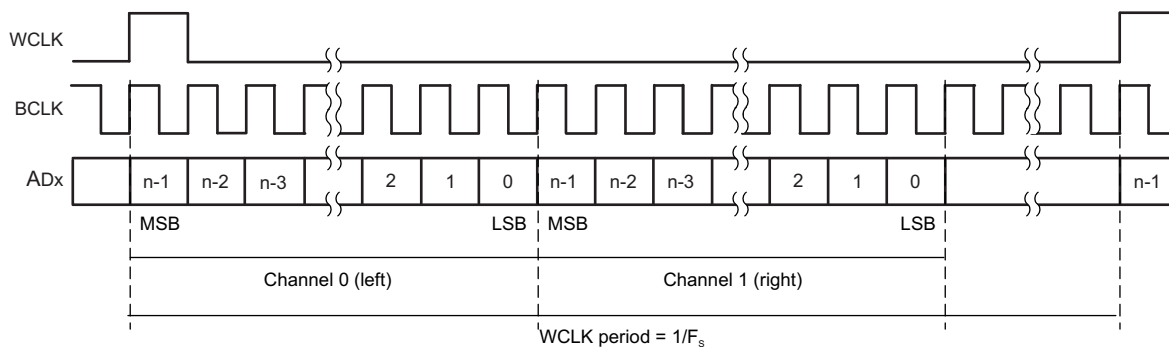 WCLK
BCLK
ADx n-1 n-2 n-3 2 1 0 n-1 n-2 n-3 2 1 0 n-1
MSB LSB MSB LSB
Channel 0 (left) Channel 1 (right)
WCLK period = 1/Fs